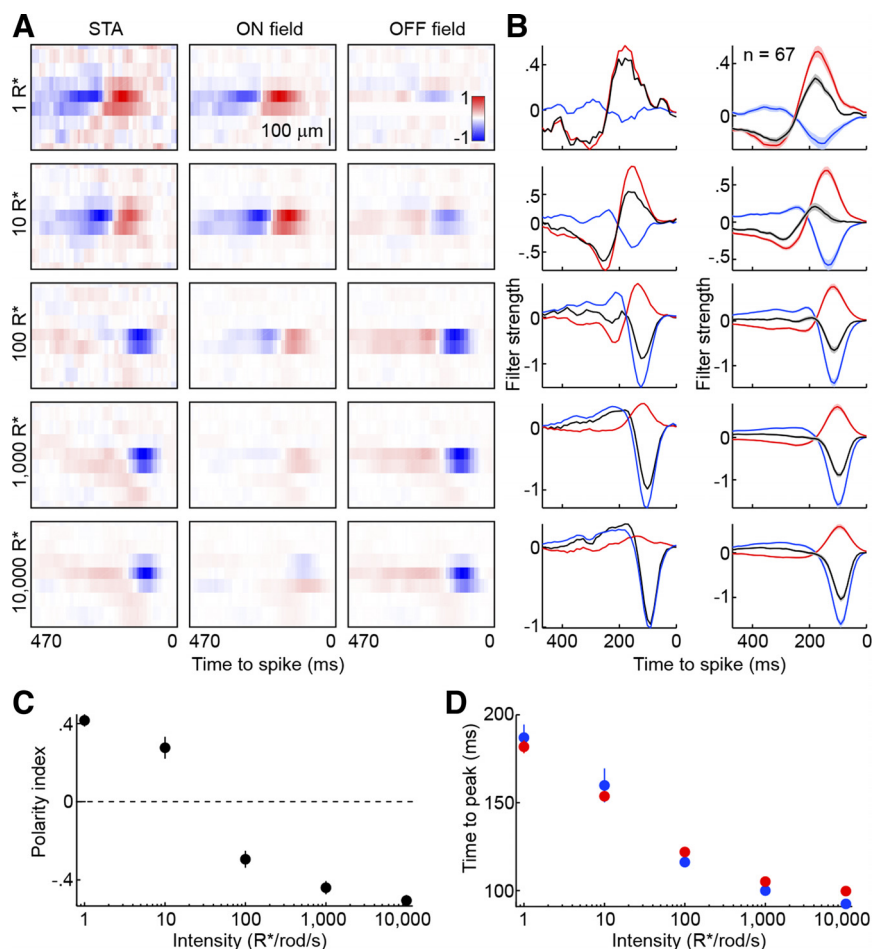 A
STA
ON field
OFF field
1 R*
1
-1
100 µm
10 R*
100 R*
1,000 R*
10,000 R*
470
0
470
0
470
0
Time to spike (ms)
B
n = 67
.4
0
.4
0
.5
0
-.5
.5
0
-.5
0
-1
0
-1
0
-1
0
-1
0
-1
0
-1
Filter strength
Filter strength
400
200
0
400
200
0
Time to spike (ms)
C
.4
0
-.4
Polarity index
1
10
100
1,000
10,000
Intensity (R*/rod/s)
D
200
150
100
Time to peak (ms)
1
10
100
1,000
10,000
Intensity (R*/rod/s)